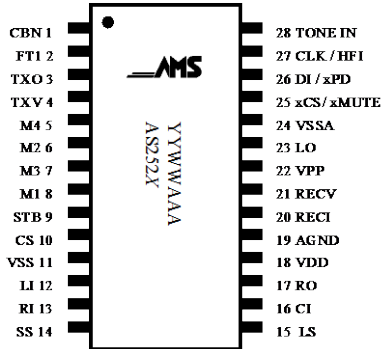 CBN 1
FT1 2
TXO 3
TXV 4
M4 5
M2 6
M3 7
M1 8
STB 9
CS 10
VSS 11
LI 12
RI 13
SS 14
AMS
YYWWAAA
AS252X
28 TONE IN
27 CLK / HFI
26 DI / xPD
25 xCS/ xMUTE
24 VSSA
23 LO
22 VPP
21 RECV
20 RECI
19 AGND
18 VDD
17 RO
16 CI
15 LS